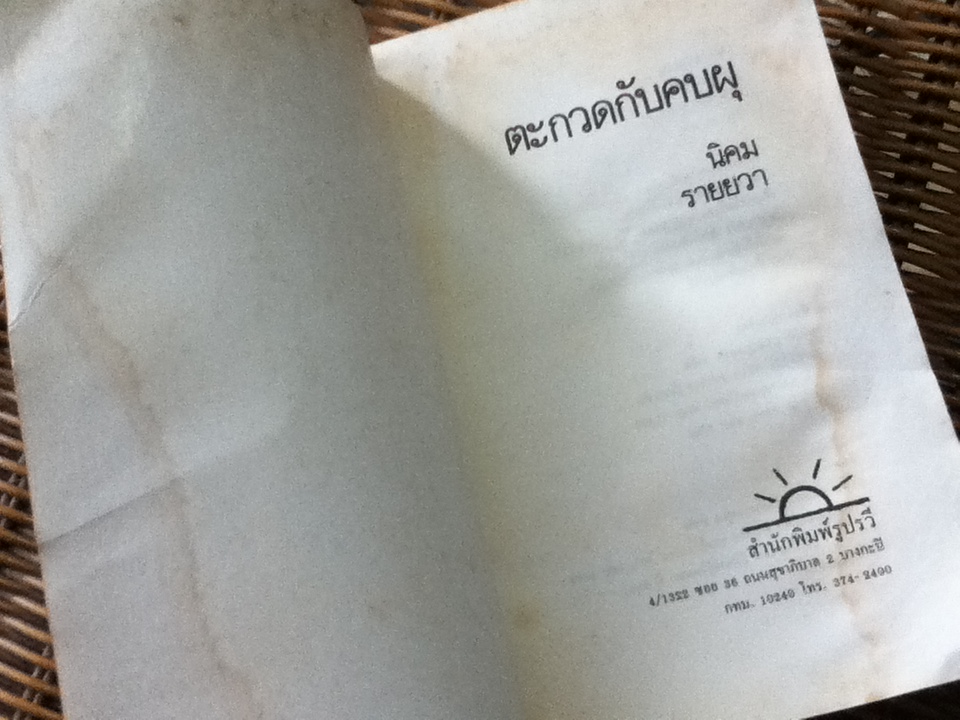 ตะกวดกับคบผุ
นิคม
รายยวา
สำนักพิมพ์รูปรวี
4/1322 ซอย 36 ถนนสุขาภิบาล 2 บางกะปิ
กทม. 10240 โทร. 374-2400